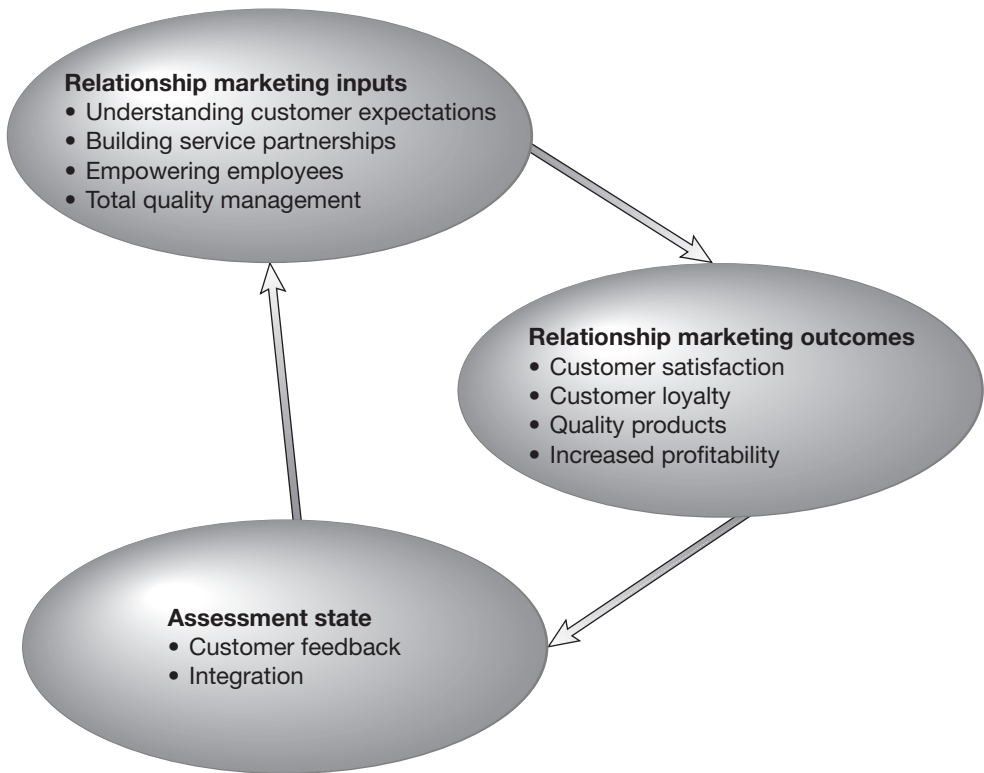 Relationship marketing inputs
• Understanding customer expectations
• Building service partnerships
• Empowering employees
• Total quality management
Relationship marketing outcomes
• Customer satisfaction
• Customer loyalty
• Quality products
• Increased profitability
Assessment state
• Customer feedback
• Integration